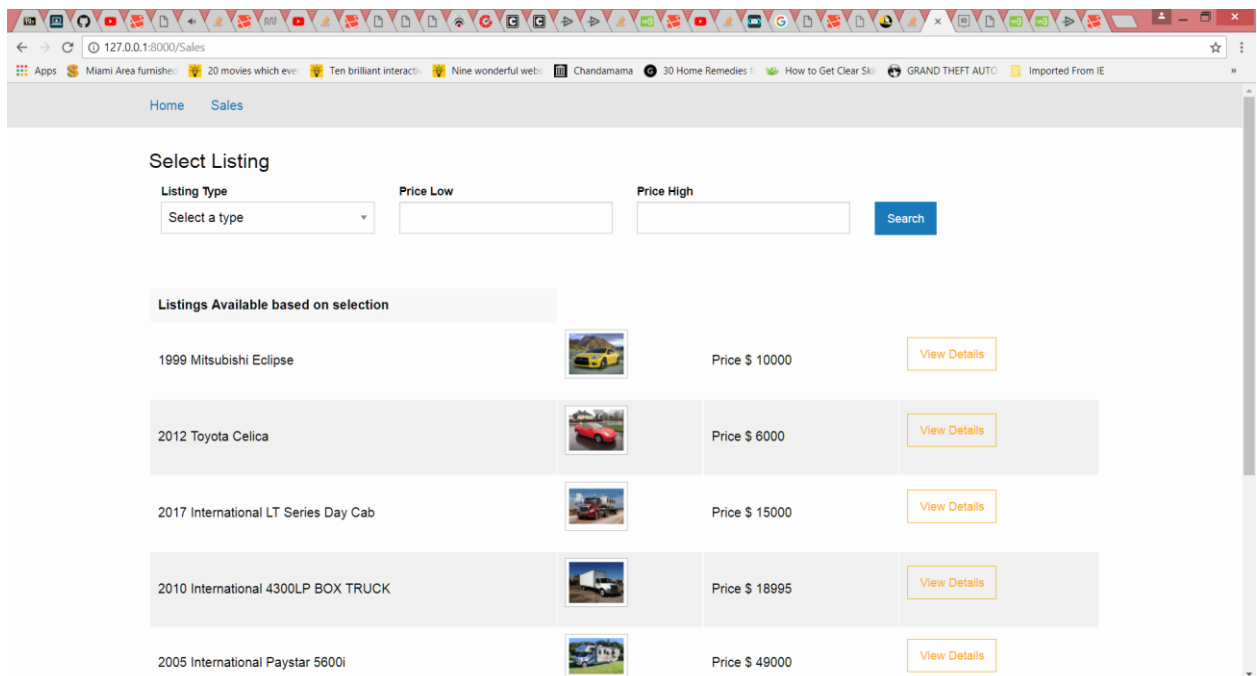 127.0.0.1:8000/Sales
Apps Miami Area furnished 20 movies which ever Ten brilliant interactiv Nine wonderful webs Chandamama 30 Home Remedies f How to Get Clear Ski GRAND THEFT AUTO Imported From IE »
Home Sales
Select Listing
Listing Type Price Low Price High
Select a type Search
Listings Available based on selection
1999 Mitsubishi Eclipse Price $ 10000 View Details
2012 Toyota Celica Price $ 6000 View Details
2017 International LT Series Day Cab Price $ 15000 View Details
2010 International 4300LP BOX TRUCK Price $ 18995 View Details
2005 International Paystar 5600i Price $ 49000 View Details